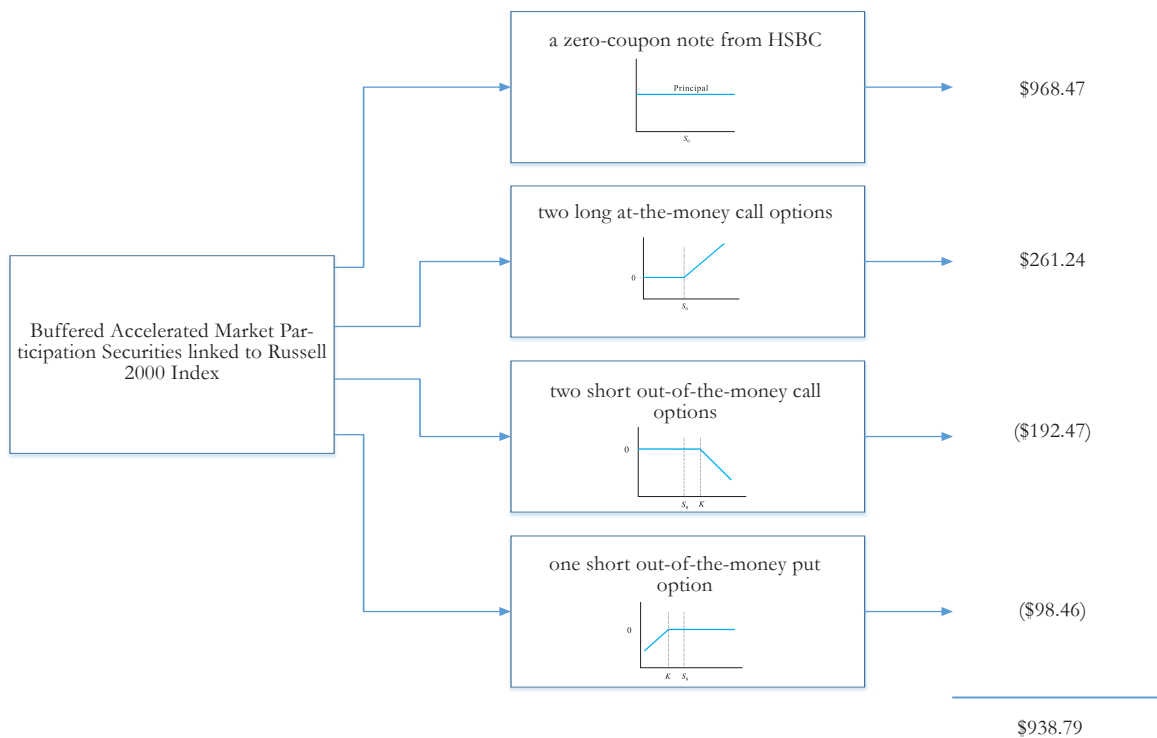 a zero-coupon note from HSBC
Principal
S₀
$968.47
two long at-the-money call options
0
S₀
$261.24
Buffered Accelerated Market Par-
ticipation Securities linked to Russell
2000 Index
two short out-of-the-money call
options
0
S₀ K
($192.47)
one short out-of-the-money put
option
0
K S₀
($98.46)
$938.79